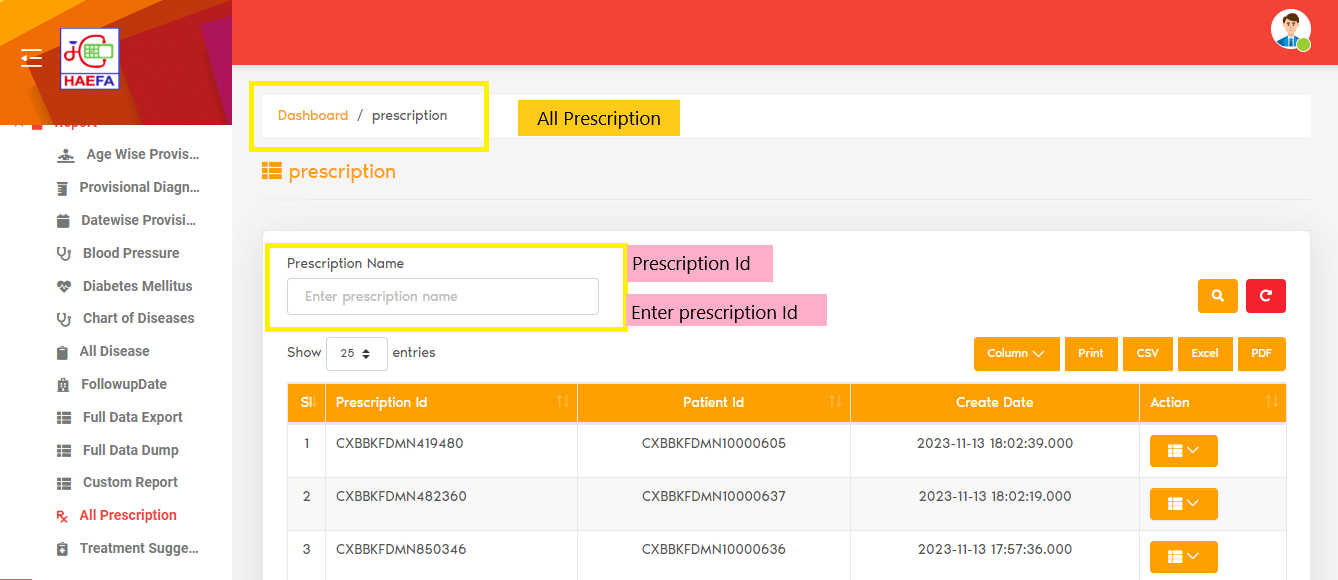 HAEFA
Report
Age Wise Provis...
Provisional Diagn...
Datewise Provisi...
Blood Pressure
Diabetes Mellitus
Chart of Diseases
All Disease
FollowupDate
Full Data Export
Full Data Dump
Custom Report
All Prescription
Treatment Sugge...
Dashboard / prescription
All Prescription
prescription
Prescription Name
Prescription Id
Enter prescription name
Enter prescription Id
Show 25 entries
Column Print CSV Excel PDF
Sl Prescription Id Patient Id Create Date Action
1 CXBBKFDMN419480 CXBBKFDMN10000605 2023-11-13 18:02:39.000
2 CXBBKFDMN482360 CXBBKFDMN10000637 2023-11-13 18:02:19.000
3 CXBBKFDMN850346 CXBBKFDMN10000636 2023-11-13 17:57:36.000